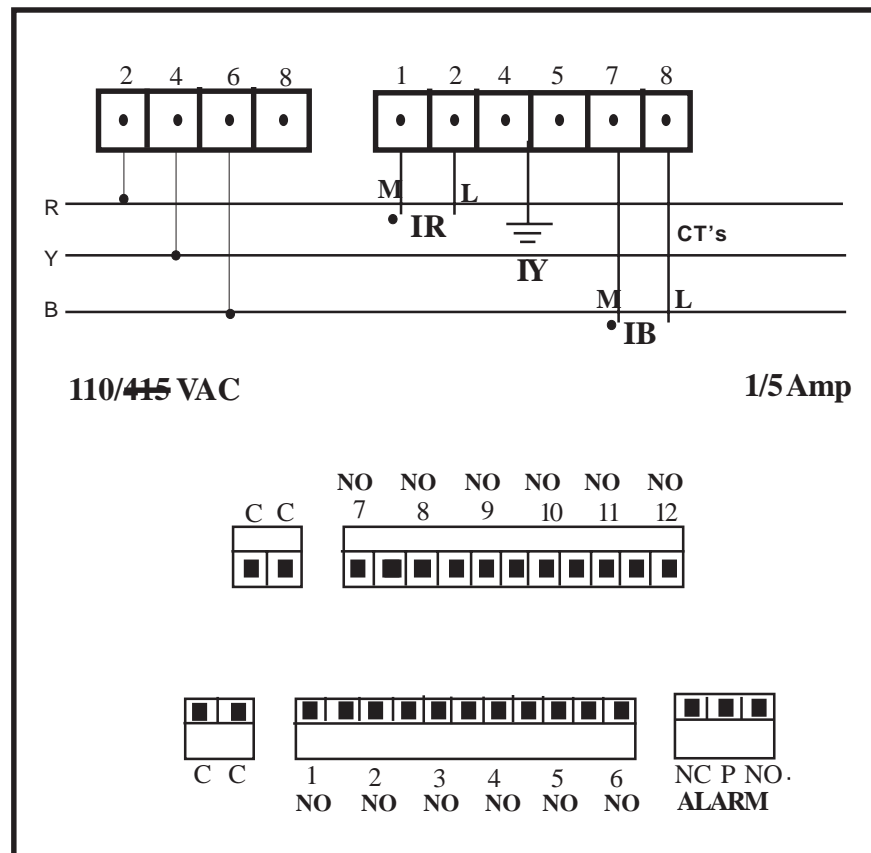 2 4 6 8 1 2 4 5 7 8
M L
R
IR
CT's
Y
IY
M L
B
IB
110/415 VAC 1/5 Amp
NO NO NO NO NO NO
C C 7 8 9 10 11 12
C C 1 2 3 4 5 6 NC P NO.
NO NO NO NO NO NO ALARM